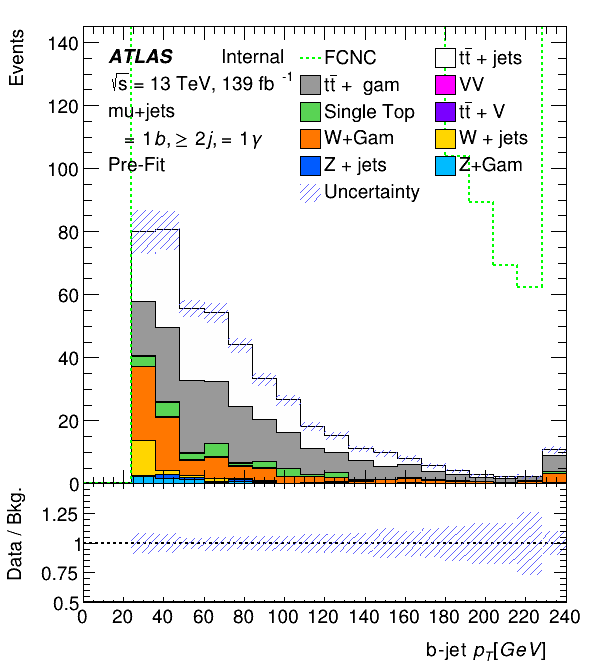 Events
140
120
100
80
60
40
20
0
ATLAS Internal
√s = 13 TeV, 139 fb⁻¹
mu+jets
= 1b, ≥ 2j, = 1γ
Pre-Fit
FCNC
tt̄ + jets
tt̄ + gam
VV
Single Top
tt̄ + V
W+Gam
W + jets
Z + jets
Z+Gam
Uncertainty
Data / Bkg.
1.25
1
0.75
0.5
0 20 40 60 80 100 120 140 160 180 200 220 240
b-jet p_T[GeV]